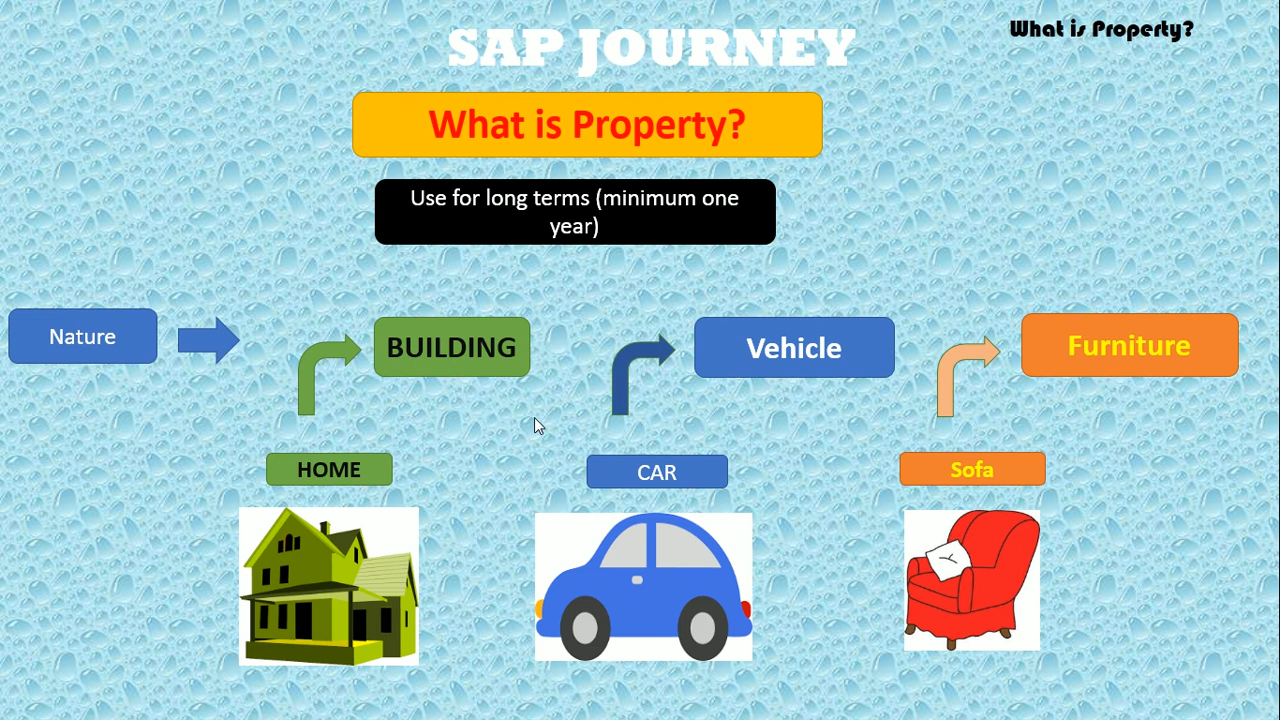 SAP JOURNEY
What is Property?
What is Property?
Use for long terms (minimum one
year)
Nature
BUILDING
Vehicle
Furniture
HOME
CAR
Sofa